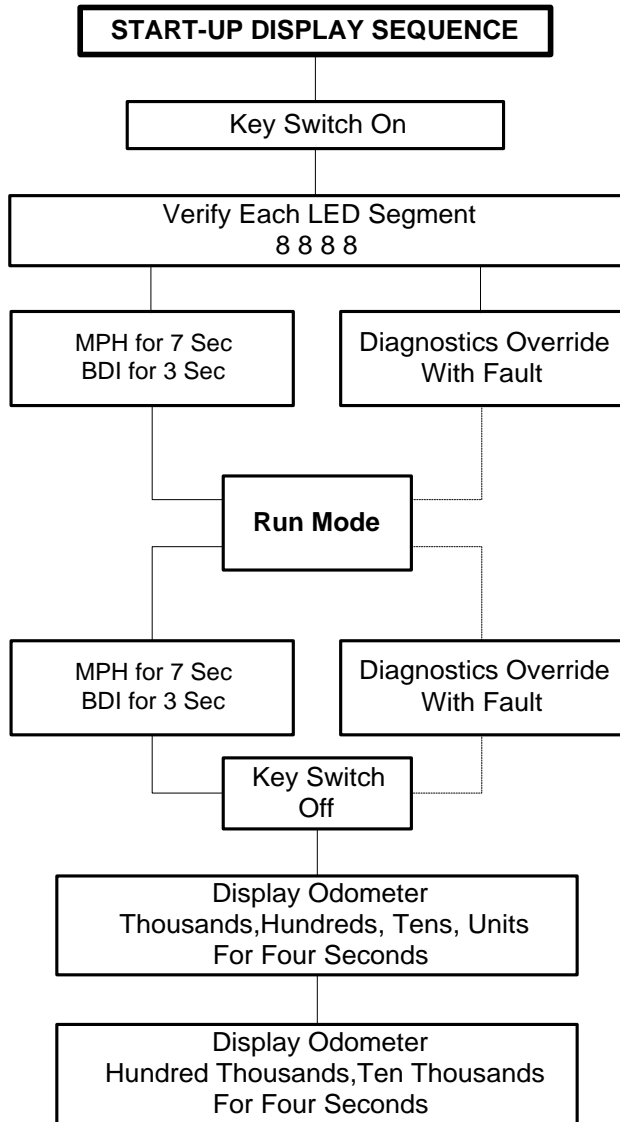 START-UP DISPLAY SEQUENCE
Key Switch On
Verify Each LED Segment
8 8 8 8
MPH for 7 Sec
BDI for 3 Sec
Diagnostics Override
With Fault
Run Mode
MPH for 7 Sec
BDI for 3 Sec
Diagnostics Override
With Fault
Key Switch
Off
Display Odometer
Thousands,Hundreds, Tens, Units
For Four Seconds
Display Odometer
Hundred Thousands,Ten Thousands
For Four Seconds